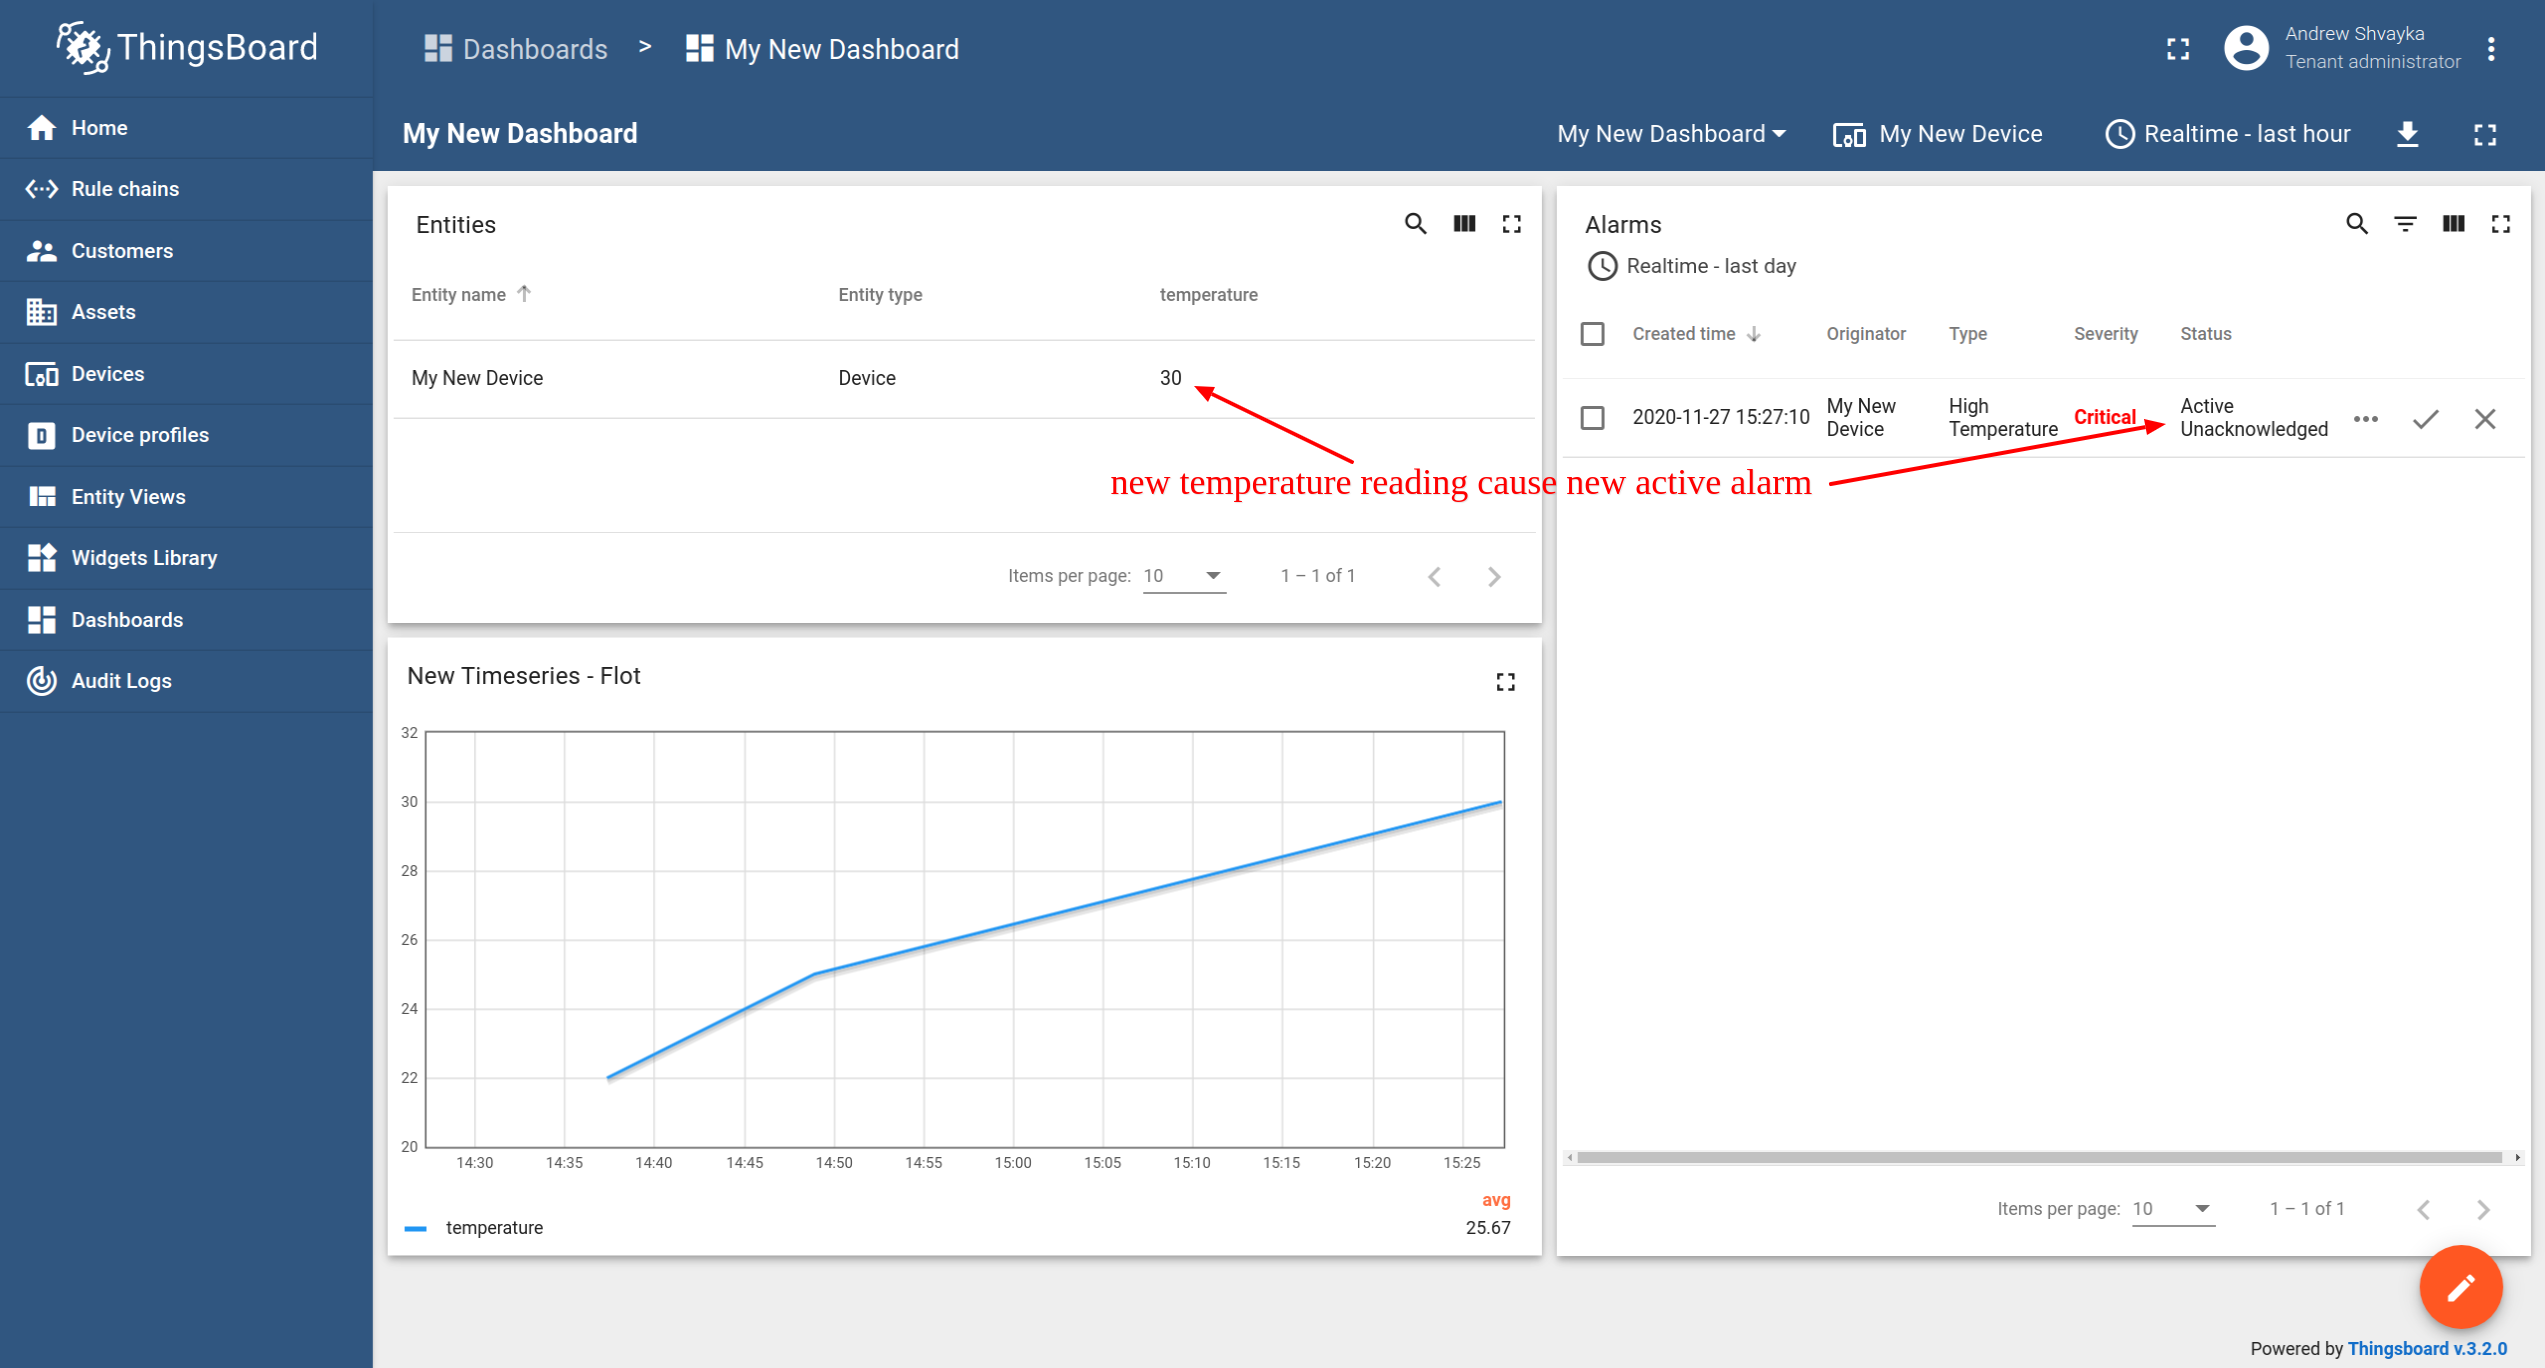 ThingsBoard
Dashboards > My New Dashboard
Andrew Shvayka
Tenant administrator
Home
Rule chains
Customers
Assets
Devices
Device profiles
Entity Views
Widgets Library
Dashboards
Audit Logs
My New Dashboard
My New Dashboard
My New Device
Realtime - last hour
Entities
Entity name Entity type temperature
My New Device Device 30
Items per page: 10 1 – 1 of 1
Alarms
Realtime - last day
Created time Originator Type Severity Status
2020-11-27 15:27:10 My New Device High Temperature Critical Active Unacknowledged
new temperature reading cause new active alarm
Items per page: 10 1 – 1 of 1
New Timeseries - Flot
32
30
28
26
24
22
20
14:30 14:35 14:40 14:45 14:50 14:55 15:00 15:05 15:10 15:15 15:20 15:25
avg
temperature 25.67
Powered by Thingsboard v.3.2.0